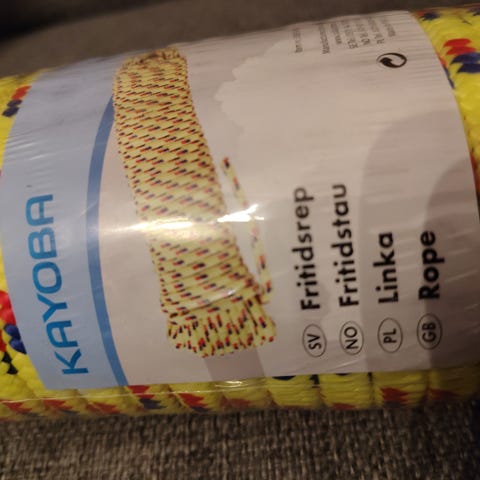 KAYOBA
SV Fritidsrep
NO Fritidstau
PL Linka
GB Rope